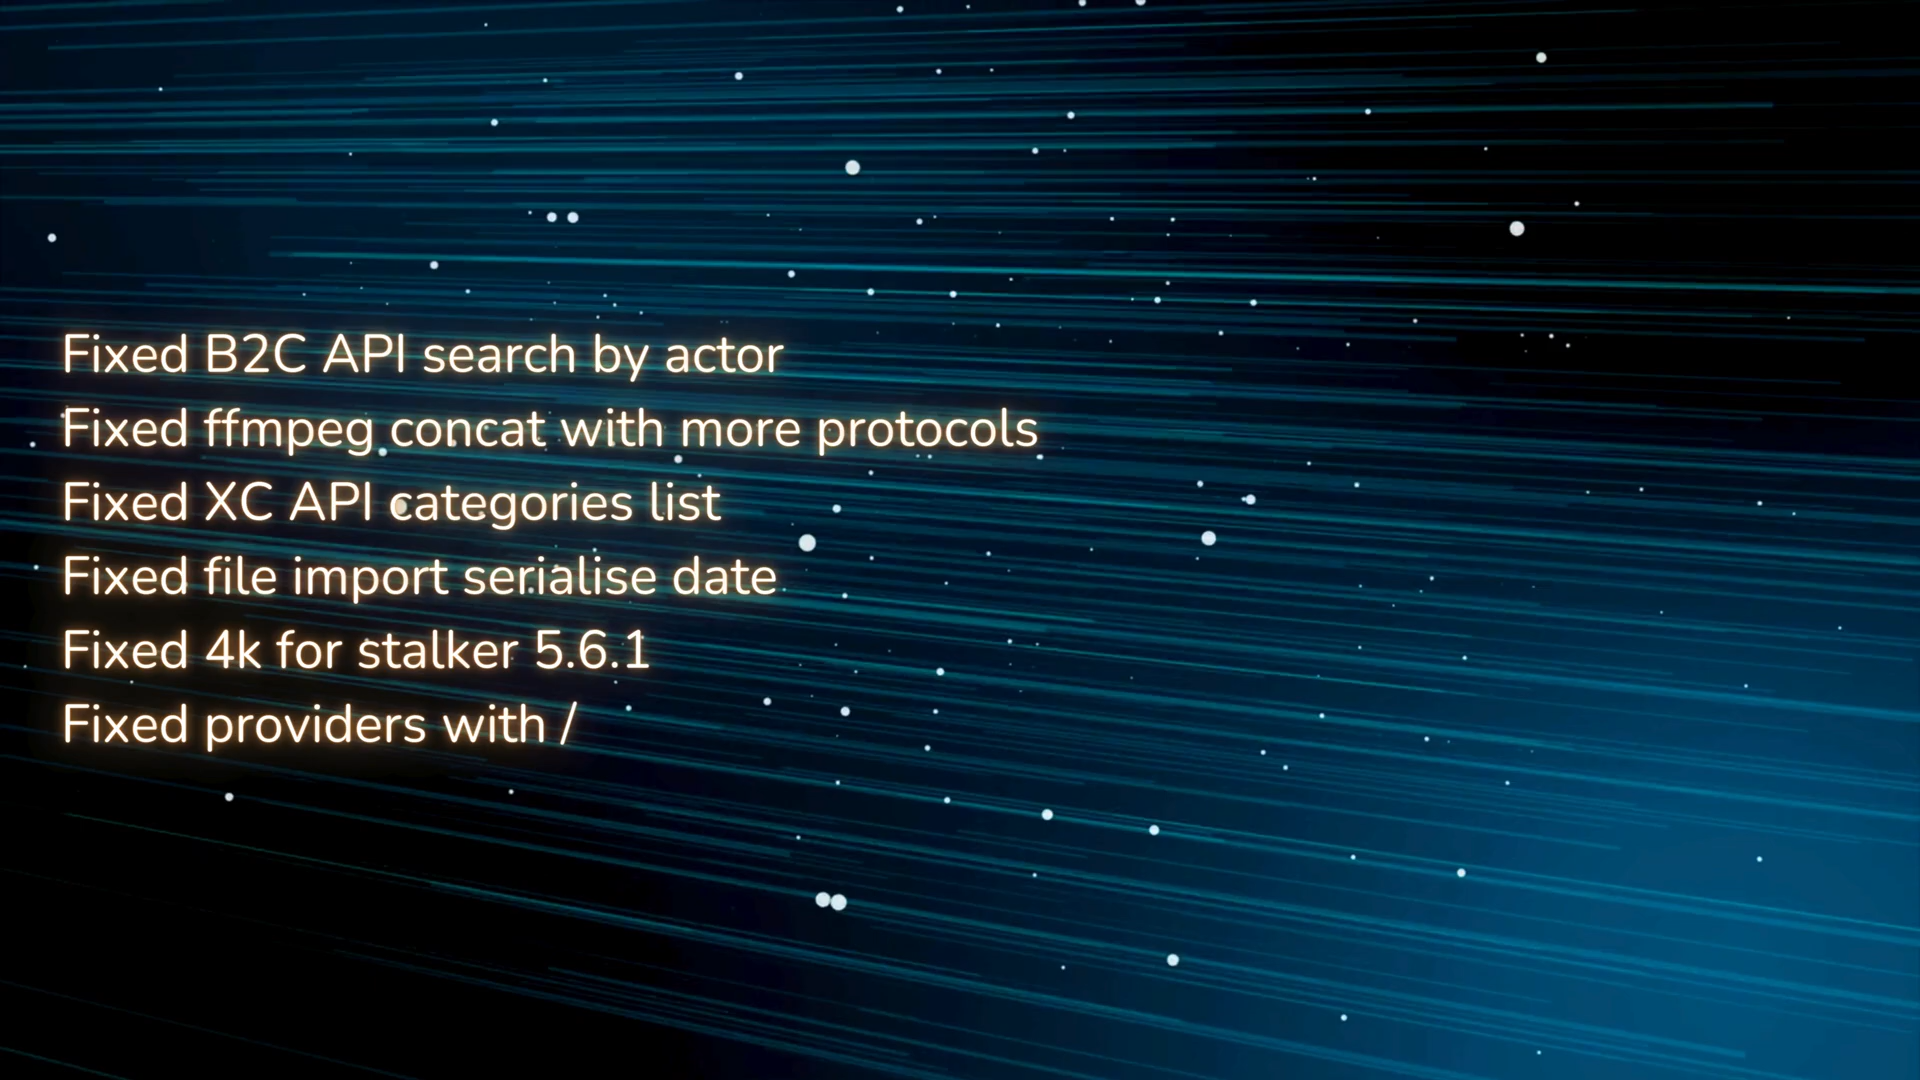 Fixed B2C API search by actor
Fixed ffmpeg concat with more protocols
Fixed XC API categories list
Fixed file import serialise date
Fixed 4k for stalker 5.6.1
Fixed providers with /